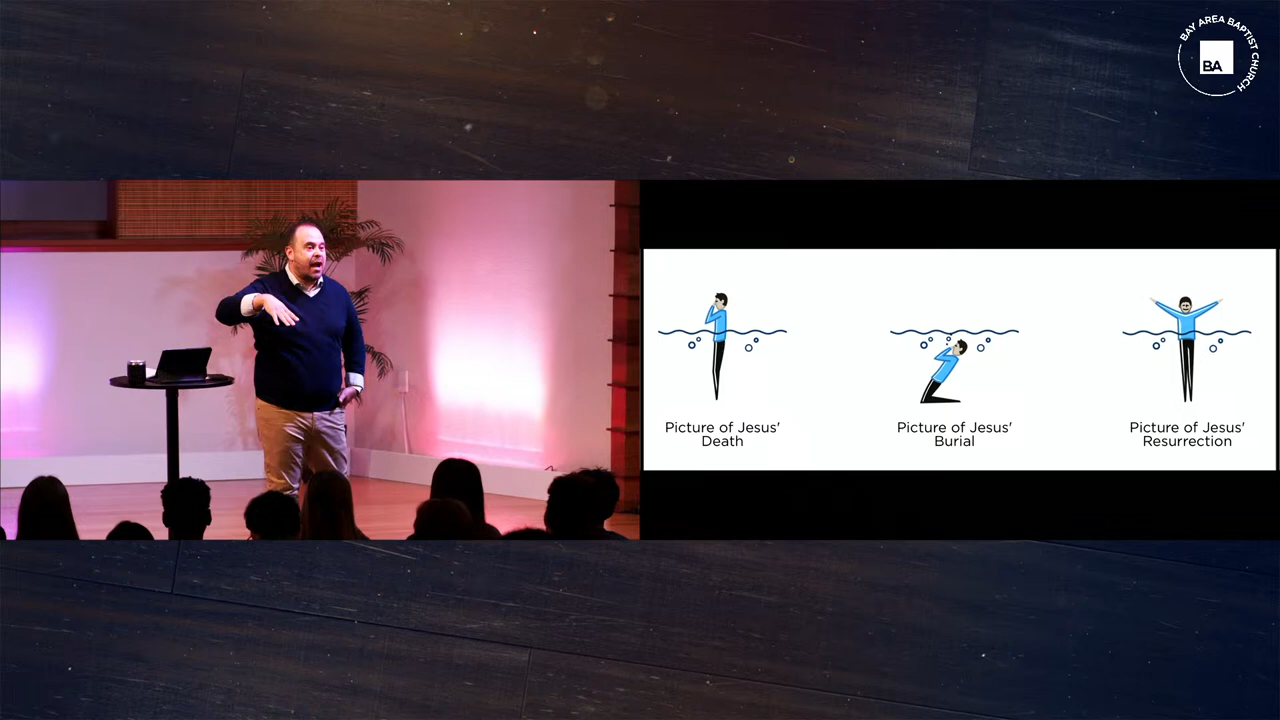 BAY AREA BAPTIST CHURCH
BA
Picture of Jesus'
Death
Picture of Jesus'
Burial
Picture of Jesus'
Resurrection